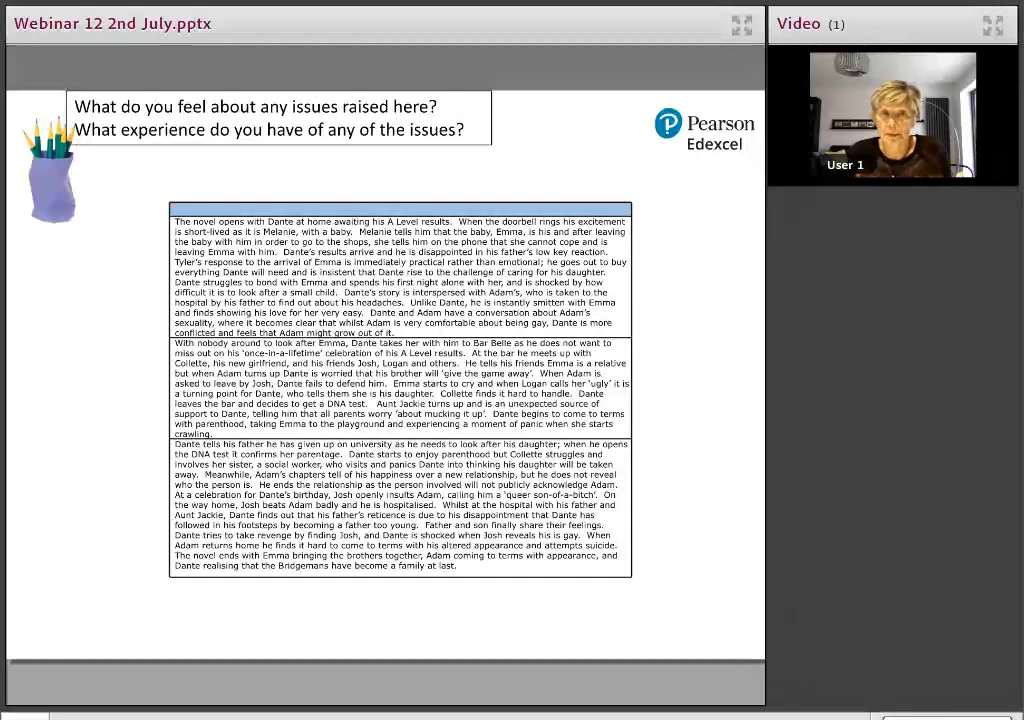 Webinar 12 2nd July.pptx
Video (1)
What do you feel about any issues raised here?
What experience do you have of any of the issues?
Pearson
Edexcel
User 1
The novel opens with Dante at home awaiting his A Level results. When the doorbell rings his excitement
is short-lived as it is Melanie, with a baby. Melanie tells him that the baby, Emma, is his and after leaving
the baby with him in order to go to the shops, she tells him on the phone that she cannot cope and is
leaving Emma with him. Dante's results arrive and he is disappointed in his father's low key reaction.
Tyler's response to the arrival of Emma is immediately practical rather than emotional; he goes out to buy
everything Dante will need and is insistent that Dante rise to the challenge of caring for his daughter.
Dante struggles to bond with Emma and spends his first night alone with her, and is shocked by how
difficult it is to look after a small child. Dante's story is interspersed with Adam's, who is taken to the
hospital by his father to find out about his headaches. Unlike Dante, he is instantly smitten with Emma
and finds showing his love for her very easy. Dante and Adam have a conversation about Adam's
sexuality, where it becomes clear that whilst Adam is very comfortable about being gay, Dante is more
conflicted and feels that Adam might grow out of it.
With nobody around to look after Emma, Dante takes her with him to Bar Belle as he does not want to
miss out on his 'once-in-a-lifetime' celebration of his A Level results. At the bar he meets up with
Collette, his new girlfriend, and his friends Josh, Logan and others. He tells his friends Emma is a relative
but when Adam turns up Dante is worried that his brother will 'give the game away'. When Adam is
asked to leave by Josh, Dante fails to defend him. Emma starts to cry and when Logan calls her 'ugly' it is
a turning point for Dante, who tells them she is his daughter. Collette finds it hard to handle. Dante
leaves the bar and decides to get a DNA test. Aunt Jackie turns up and is an unexpected source of
support to Dante, telling him that all parents worry 'about mucking it up'. Dante begins to come to terms
with parenthood, taking Emma to the playground and experiencing a moment of panic when she starts
crawling.
Dante tells his father he has given up on university as he needs to look after his daughter; when he opens
the DNA test it confirms her parentage. Dante starts to enjoy parenthood but Collette struggles and
involves her sister, a social worker, who visits and panics Dante into thinking his daughter will be taken
away. Meanwhile, Adam's chapters tell of his happiness over a new relationship, but he does not reveal
who the person is. He ends the relationship as the person involved will not publicly acknowledge Adam.
At a celebration for Dante's birthday, Josh openly insults Adam, calling him a 'queer son-of-a-bitch'. On
the way home, Josh beats Adam badly and he is hospitalised. Whilst at the hospital with his father and
Aunt Jackie, Dante finds out that his father's reticence is due to his disappointment that Dante has
followed in his footsteps by becoming a father too young. Father and son finally share their feelings.
Dante tries to take revenge by finding Josh, and Dante is shocked when Josh reveals his is gay. When
Adam returns home he finds it hard to come to terms with his altered appearance and attempts suicide.
The novel ends with Emma bringing the brothers together, Adam coming to terms with appearance, and
Dante realising that the Bridgemans have become a family at last.